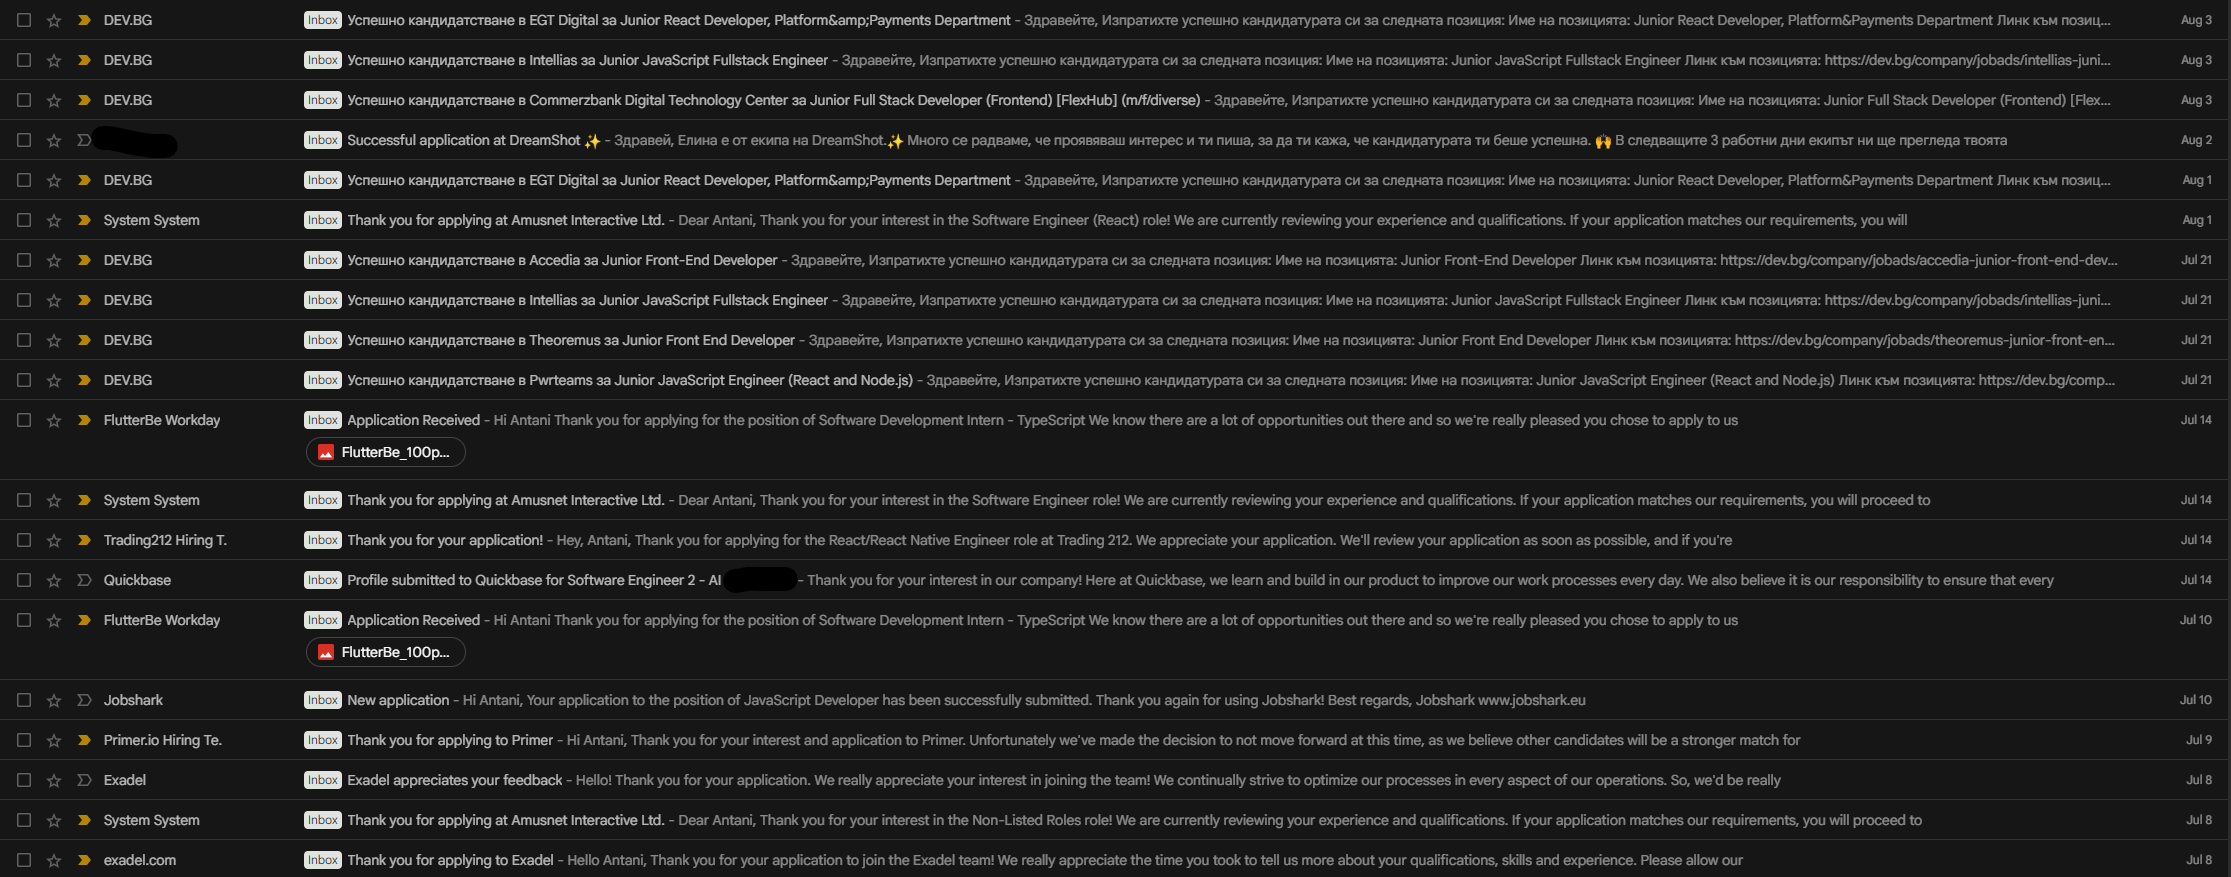 DEV.BG Inbox Успешно кандидатстване в EGT Digital за Junior React Developer, Platform&amp;Payments Department - Здравейте, Изпратихте успешно кандидатурата си за следната позиция: Име на позицията: Junior React Developer, Platform&Payments Department Линк към позиц... Aug 3
DEV.BG Inbox Успешно кандидатстване в Intellias за Junior JavaScript Fullstack Engineer - Здравейте, Изпратихте успешно кандидатурата си за следната позиция: Име на позицията: Junior JavaScript Fullstack Engineer Линк към позицията: https://dev.bg/company/jobads/intellias-juni... Aug 3
DEV.BG Inbox Успешно кандидатстване в Commerzbank Digital Technology Center за Junior Full Stack Developer (Frontend) [FlexHub] (m/f/diverse) - Здравейте, Изпратихте успешно кандидатурата си за следната позиция: Име на позицията: Junior Full Stack Developer (Frontend) [Flex... Aug 3
Inbox Successful application at DreamShot ✨ - Здравей, Елина е от екипа на DreamShot.✨ Много се радваме, че проявяваш интерес и ти пиша, за да ти кажа, че кандидатурата ти беше успешна. 🙌 В следващите 3 работни дни екипът ни ще прегледа твоята Aug 2
DEV.BG Inbox Успешно кандидатстване в EGT Digital за Junior React Developer, Platform&amp;Payments Department - Здравейте, Изпратихте успешно кандидатурата си за следната позиция: Име на позицията: Junior React Developer, Platform&Payments Department Линк към позиц... Aug 1
System System Inbox Thank you for applying at Amusnet Interactive Ltd. - Dear Antani, Thank you for your interest in the Software Engineer (React) role! We are currently reviewing your experience and qualifications. If your application matches our requirements, you will Aug 1
DEV.BG Inbox Успешно кандидатстване в Accedia за Junior Front-End Developer - Здравейте, Изпратихте успешно кандидатурата си за следната позиция: Име на позицията: Junior Front-End Developer Линк към позицията: https://dev.bg/company/jobads/accedia-junior-front-end-dev... Jul 21
DEV.BG Inbox Успешно кандидатстване в Intellias за Junior JavaScript Fullstack Engineer - Здравейте, Изпратихте успешно кандидатурата си за следната позиция: Име на позицията: Junior JavaScript Fullstack Engineer Линк към позицията: https://dev.bg/company/jobads/intellias-juni... Jul 21
DEV.BG Inbox Успешно кандидатстване в Theoremus за Junior Front End Developer - Здравейте, Изпратихте успешно кандидатурата си за следната позиция: Име на позицията: Junior Front End Developer Линк към позицията: https://dev.bg/company/jobads/theoremus-junior-front-en... Jul 21
DEV.BG Inbox Успешно кандидатстване в Pwrteams за Junior JavaScript Engineer (React and Node.js) - Здравейте, Изпратихте успешно кандидатурата си за следната позиция: Име на позицията: Junior JavaScript Engineer (React and Node.js) Линк към позицията: https://dev.bg/comp... Jul 21
FlutterBe Workday Inbox Application Received - Hi Antani Thank you for applying for the position of Software Development Intern - TypeScript We know there are a lot of opportunities out there and so we're really pleased you chose to apply to us Jul 14
FlutterBe_100p...
System System Inbox Thank you for applying at Amusnet Interactive Ltd. - Dear Antani, Thank you for your interest in the Software Engineer role! We are currently reviewing your experience and qualifications. If your application matches our requirements, you will proceed to Jul 14
Trading212 Hiring T. Inbox Thank you for your application! - Hey, Antani, Thank you for applying for the React/React Native Engineer role at Trading 212. We appreciate your application. We'll review your application as soon as possible, and if you're Jul 14
Quickbase Inbox Profile submitted to Quickbase for Software Engineer 2 - AI - Thank you for your interest in our company! Here at Quickbase, we learn and build in our product to improve our work processes every day. We also believe it is our responsibility to ensure that every Jul 14
FlutterBe Workday Inbox Application Received - Hi Antani Thank you for applying for the position of Software Development Intern - TypeScript We know there are a lot of opportunities out there and so we're really pleased you chose to apply to us Jul 10
FlutterBe_100p...
Jobshark Inbox New application - Hi Antani, Your application to the position of JavaScript Developer has been successfully submitted. Thank you again for using Jobshark! Best regards, Jobshark www.jobshark.eu Jul 10
Primer.io Hiring Te. Inbox Thank you for applying to Primer - Hi Antani, Thank you for your interest and application to Primer. Unfortunately we've made the decision to not move forward at this time, as we believe other candidates will be a stronger match for Jul 9
Exadel Inbox Exadel appreciates your feedback - Hello! Thank you for your application. We really appreciate your interest in joining the team! We continually strive to optimize our processes in every aspect of our operations. So, we'd be really Jul 8
System System Inbox Thank you for applying at Amusnet Interactive Ltd. - Dear Antani, Thank you for your interest in the Non-Listed Roles role! We are currently reviewing your experience and qualifications. If your application matches our requirements, you will proceed to Jul 8
exadel.com Inbox Thank you for applying to Exadel - Hello Antani, Thank you for your application to join the Exadel team! We really appreciate the time you took to tell us more about your qualifications, skills and experience. Please allow our Jul 8